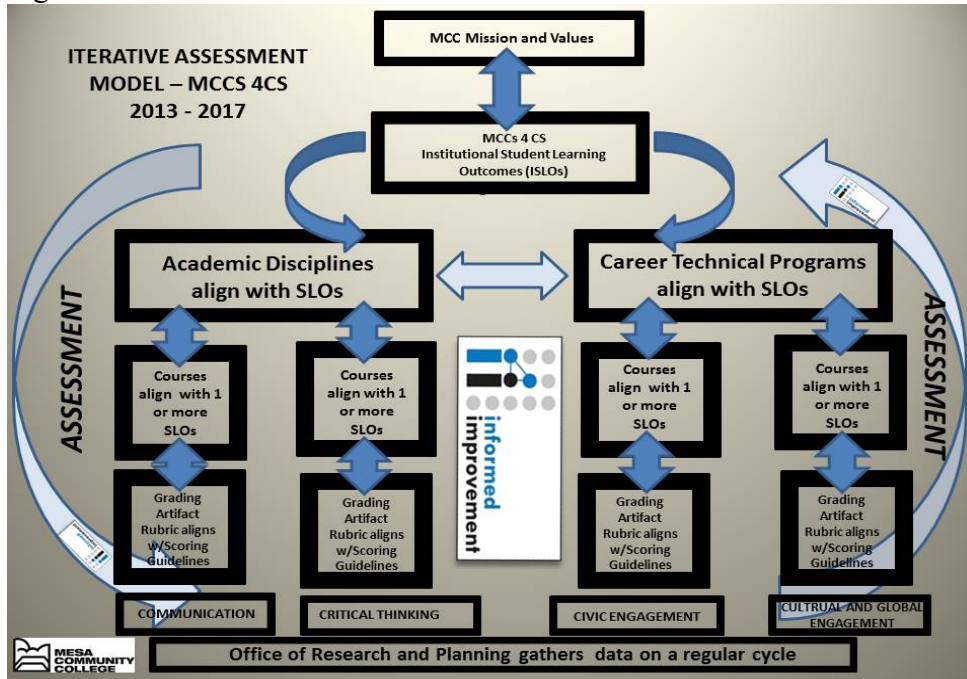 ITERATIVE ASSESSMENT
MODEL – MCCS 4CS
2013 - 2017
MCC Mission and Values
MCCs 4 CS
Institutional Student Learning
Outcomes (ISLOs)
Academic Disciplines
align with SLOs
Career Technical Programs
align with SLOs
ASSESSMENT
ASSESSMENT
informed
improvement
Courses
align with 1
or more
SLOs
Courses
align with 1
or more
SLOs
informed
improvement
Courses
align with 1
or more
SLOs
Courses
align with 1
or more
SLOs
Grading
Artifact
Rubric aligns
w/Scoring
Guidelines
Grading
Artifact
Rubric aligns
w/Scoring
Guidelines
Grading
Artifact
Rubric aligns
w/Scoring
Guidelines
Grading
Artifact
Rubric aligns
w/Scoring
Guidelines
informed
improvement
COMMUNICATION
CRITICAL THINKING
CIVIC ENGAGEMENT
CULTRUAL AND GLOBAL
ENGAGEMENT
MESA
COMMUNITY
COLLEGE
Office of Research and Planning gathers data on a regular cycle